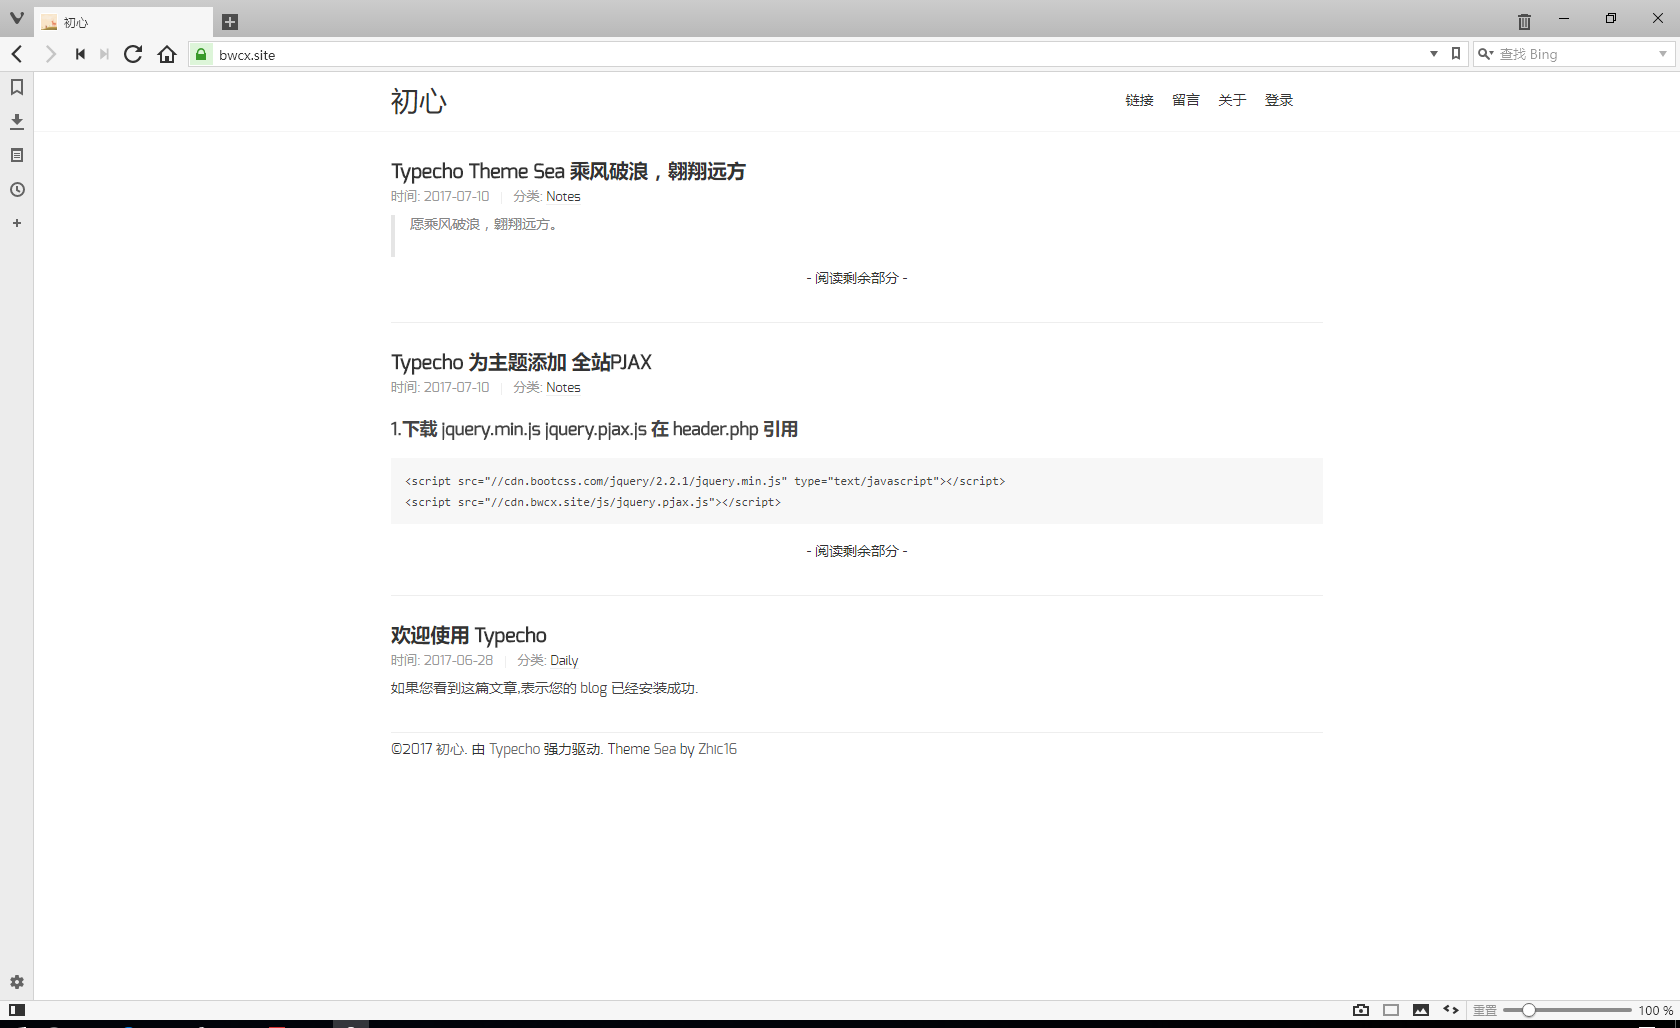 初心
bwcx.site
查找 Bing
初心
链接 留言 关于 登录
Typecho Theme Sea 乘风破浪，翱翔远方
时间: 2017-07-10 | 分类: Notes
愿乘风破浪，翱翔远方。
- 阅读剩余部分 -
Typecho 为主题添加 全站PJAX
时间: 2017-07-10 | 分类: Notes
1.下载 jquery.min.js jquery.pjax.js 在 header.php 引用
<script src="//cdn.bootcss.com/jquery/2.2.1/jquery.min.js" type="text/javascript"></script>
<script src="//cdn.bwcx.site/js/jquery.pjax.js"></script>
- 阅读剩余部分 -
欢迎使用 Typecho
时间: 2017-06-28 | 分类: Daily
如果您看到这篇文章,表示您的 blog 已经安装成功.
©2017 初心. 由 Typecho 强力驱动. Theme Sea by Zhic16
重置 100 %